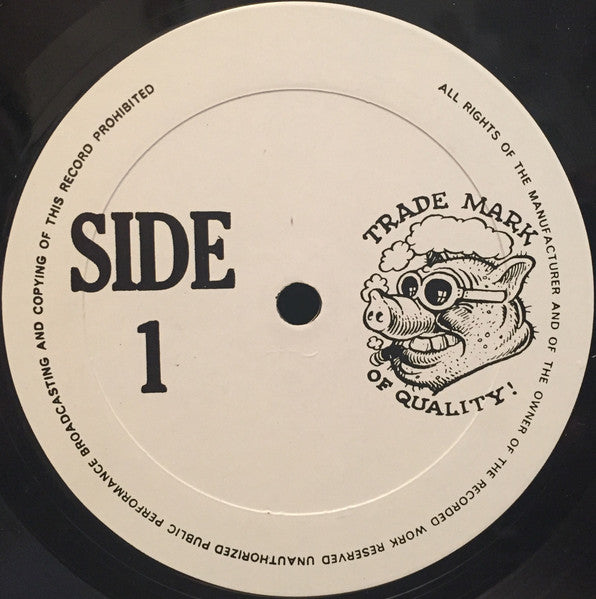 SIDE
1
TRADE MARK
OF QUALITY!
ALL RIGHTS OF THE MANUFACTURER AND OF THE OWNER OF THE RECORDED WORK RESERVED UNAUTHORIZED PUBLIC PERFORMANCE BROADCASTING AND COPYING OF THIS RECORD PROHIBITED